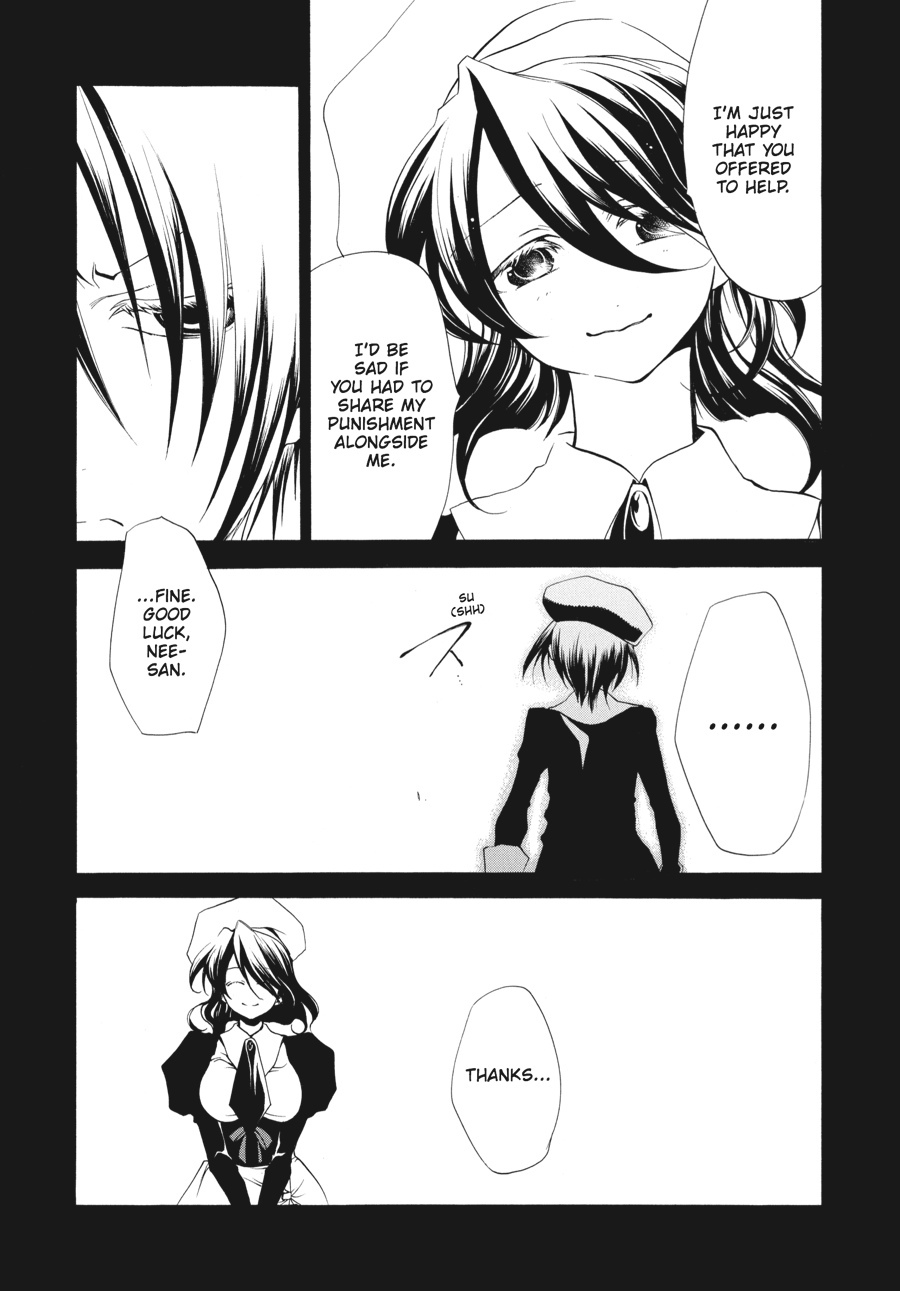 I'M JUST
HAPPY
THAT YOU
OFFERED
TO HELP.
I'D BE
SAD IF
YOU HAD TO
SHARE MY
PUNISHMENT
ALONGSIDE
ME.
......
SU
(SHH)
ス
...FINE.
GOOD
LUCK,
NEE-
SAN.
THANKS...